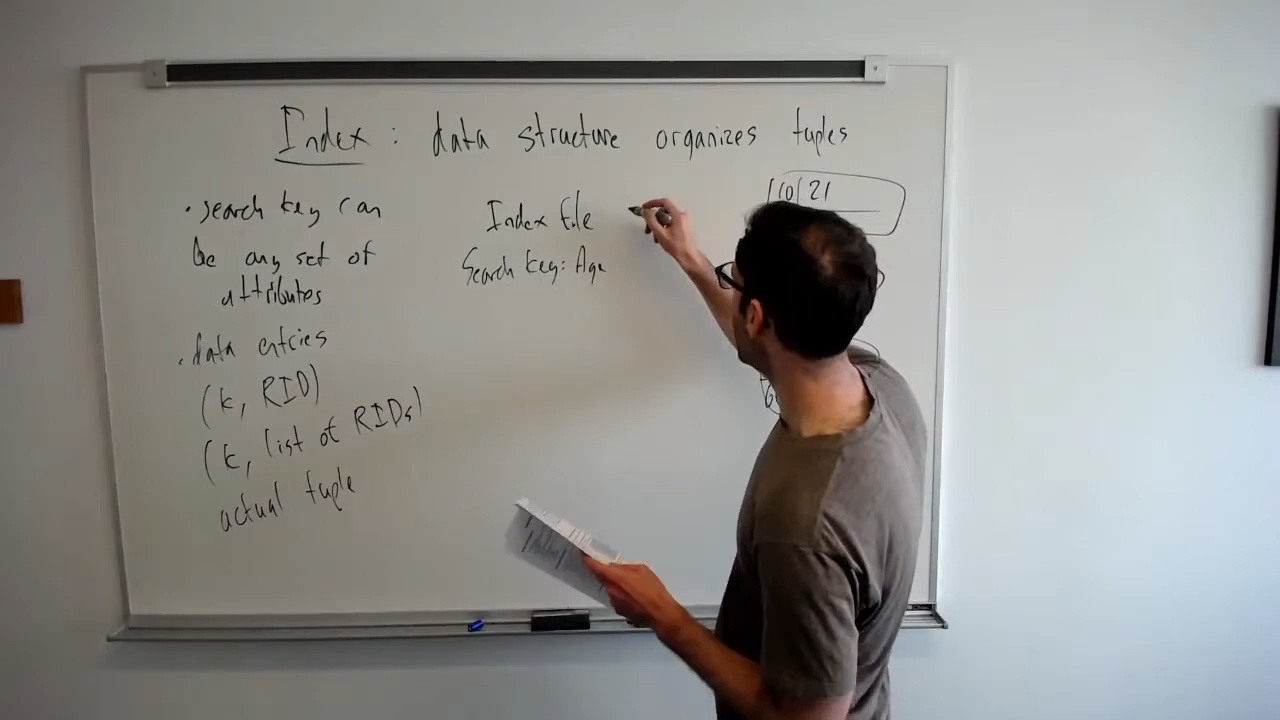 Index : data structure organizes tuples
• search key can
be any set of
attributes
• data entries
(k, RID)
(k, list of RIDs)
actual tuple
Index File
Search key: Age
10 21